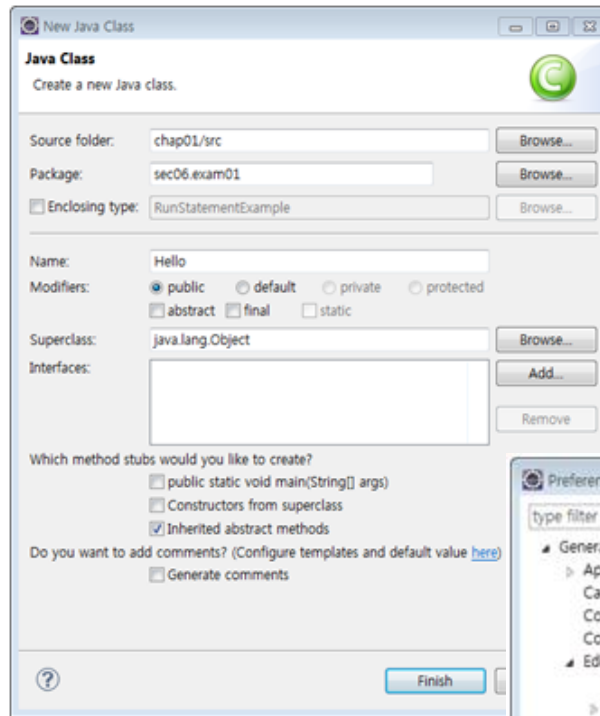 New Java Class
Java Class
Create a new Java class.
Source folder: chap01/src Browse...
Package: sec06.exam01 Browse...
Enclosing type: RunStatementExample Browse...
Name: Hello
Modifiers: public default private protected
abstract final static
Superclass: java.lang.Object Browse...
Interfaces: Add...
Remove
Which method stubs would you like to create?
public static void main(String[] args)
Constructors from superclass
Inherited abstract methods
Do you want to add comments? (Configure templates and default value here)
Generate comments
? Finish
Preferen
type filter
Genera
Ap
Ca
Co
Co
Ed